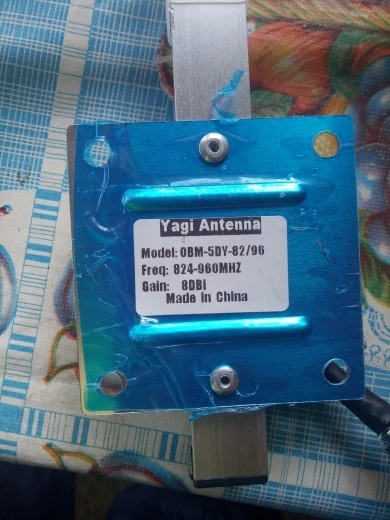 Yagi Antenna
Model: OBM-5DY-82/96
Freq: 824-960MHZ
Gain: 8DBi
Made In China